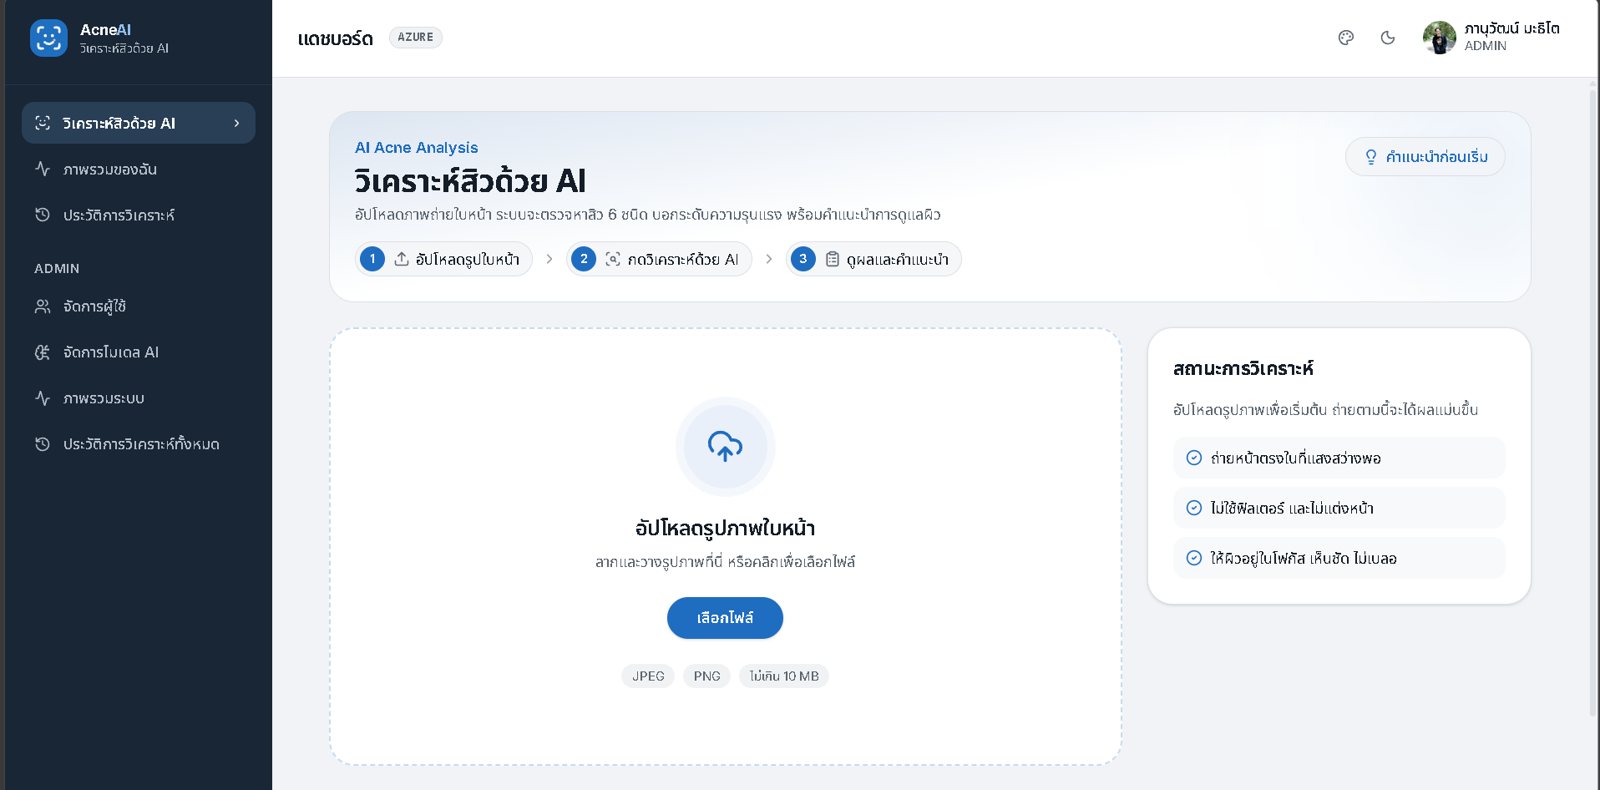 AcneAI
วิเคราะห์สิวด้วย AI
วิเคราะห์สิวด้วย AI
ภาพรวมของฉัน
ประวัติการวิเคราะห์
ADMIN
จัดการผู้ใช้
จัดการโมเดล AI
ภาพรวมระบบ
ประวัติการวิเคราะห์ทั้งหมด
แดชบอร์ด
AZURE
ภานุวัฒน์ มะธิโต
ADMIN
AI Acne Analysis
วิเคราะห์สิวด้วย AI
อัปโหลดภาพถ่ายใบหน้า ระบบจะตรวจหาสิว 6 ชนิด บอกระดับความรุนแรง พร้อมคำแนะนำการดูแลผิว
คำแนะนำก่อนเริ่ม
1 อัปโหลดรูปใบหน้า
2 กดวิเคราะห์ด้วย AI
3 ดูผลและคำแนะนำ
อัปโหลดรูปภาพใบหน้า
ลากและวางรูปภาพที่นี่ หรือคลิกเพื่อเลือกไฟล์
เลือกไฟล์
JPEG
PNG
ไม่เกิน 10 MB
สถานะการวิเคราะห์
อัปโหลดรูปภาพเพื่อเริ่มต้น ถ่ายตามนี้จะได้ผลแม่นขึ้น
ถ่ายหน้าตรงในที่แสงสว่างพอ
ไม่ใช้ฟิลเตอร์ และไม่แต่งหน้า
ให้ผิวอยู่ในโฟกัส เห็นชัด ไม่เบลอ